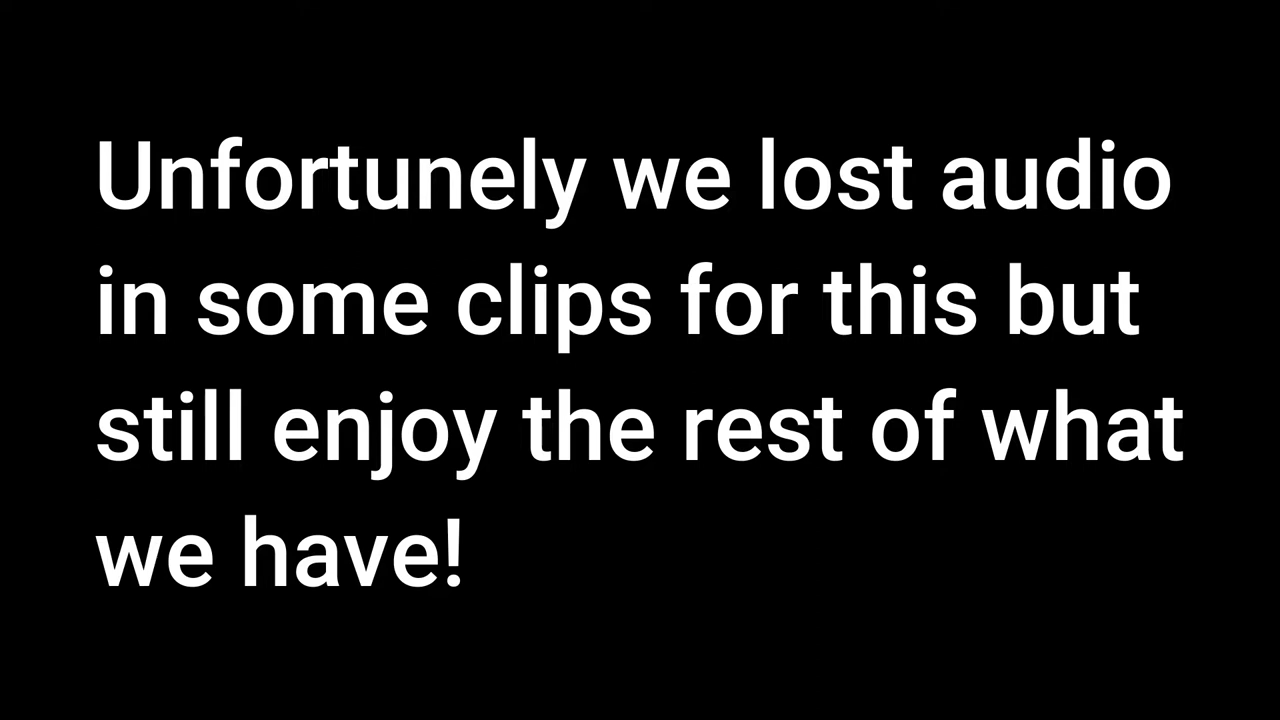 Unfortunely we lost audio
in some clips for this but
still enjoy the rest of what
we have!